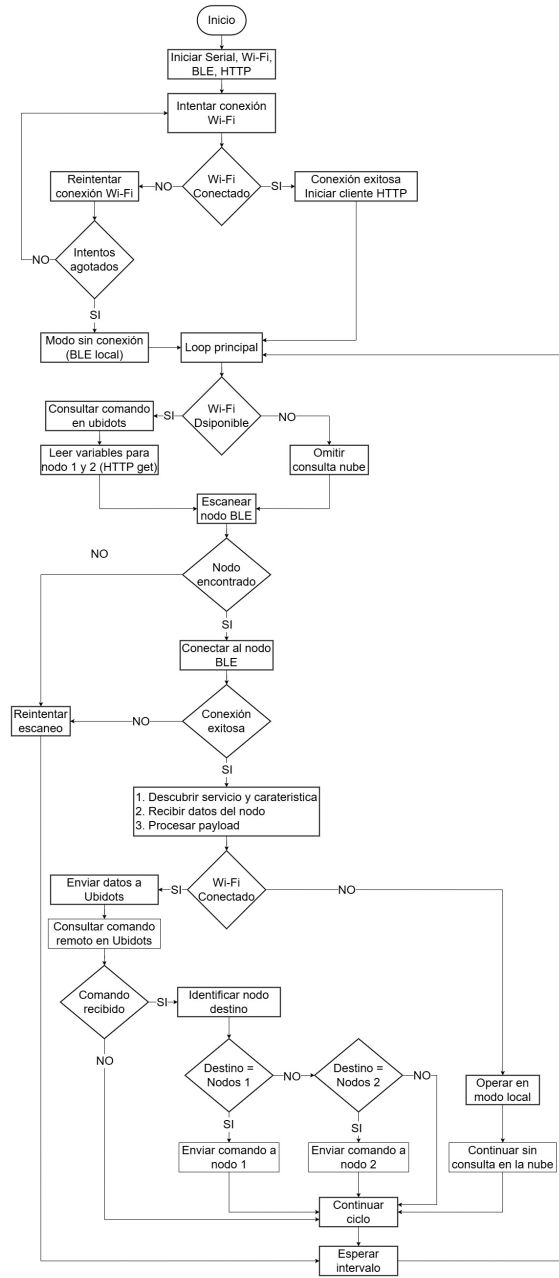 Inicio
Iniciar Serial, Wi-Fi,
BLE, HTTP
Intentar conexión
Wi-Fi
Reintentar
conexión Wi-Fi
NO
Wi-Fi
Conectado
SI
Conexión exitosa
Iniciar cliente HTTP
NO
Intentos
agotados
SI
Modo sin conexión
(BLE local)
Loop principal
Consultar comando
en ubidots
SI
Wi-Fi
Dsiponible
NO
Leer variables para
nodo 1 y 2 (HTTP get)
Omitir
consulta nube
Escanear
nodo BLE
NO
Nodo
encontrado
SI
Conectar al nodo
BLE
Reintentar
escaneo
NO
Conexión
exitosa
SI
1. Descubrir servicio y carateristica
2. Recibir datos del nodo
3. Procesar payload
Enviar datos a
Ubidots
SI
Wi-Fi
Conectado
NO
Consultar comando
remoto en Ubidots
Comando
recibido
SI
Identificar nodo
destino
NO
Destino =
Nodos 1
NO
Destino =
Nodos 2
NO
Operar en
modo local
SI
SI
Enviar comando a
nodo 1
Enviar comando a
nodo 2
Continuar sin
consulta en la nube
Continuar
ciclo
Esperar
intervalo